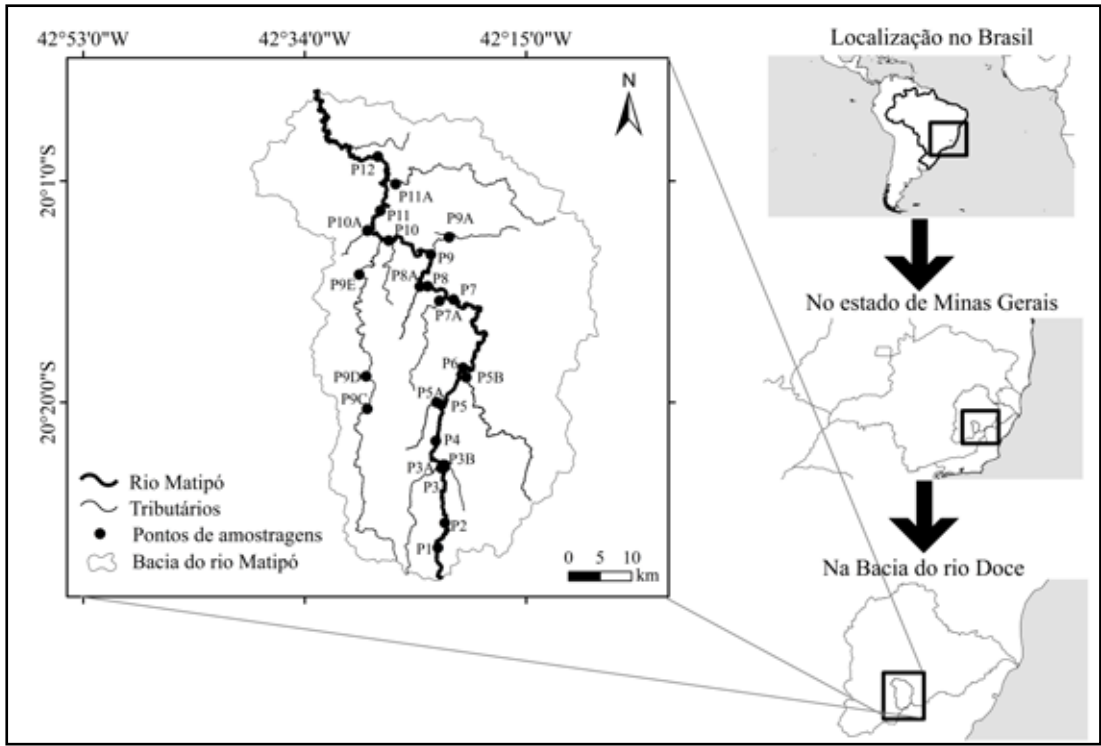 42°53'0"W
42°34'0"W
42°15'0"W
Localização no Brasil
N
20°1'0"S
P12
P11A
P11
P10A
P10
P9A
P9
P9E
P8A
P8
P7
P7A
No estado de Minas Gerais
P6
P5B
P9D
P9C
P5A
P5
20°20'0"S
P4
P3B
P3A
P3
P2
P1
Rio Matipó
Tributários
Pontos de amostragens
Bacia do rio Matipó
0 5 10
km
Na Bacia do rio Doce